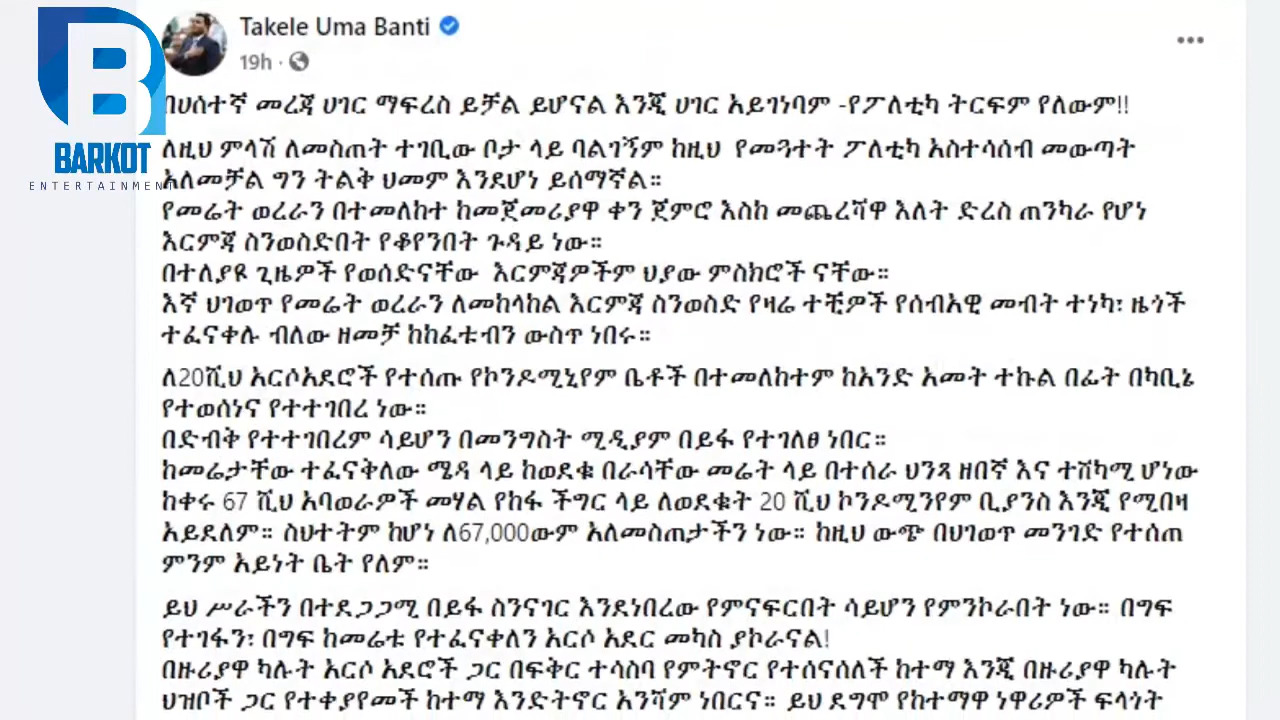 B
BARKOT
ENTERTAINMENT
Takele Uma Banti
19h ·
በሀሰተኛ መረጃ ሀገር ማፍረስ ይቻል ይሆናል እንጂ ሀገር አይገነባም -የፖለቲካ ትርፍም የለውም!!
ለዚህ ምላሽ ለመስጠት ተገቢው ቦታ ላይ ባልገኝም ከዚህ የመጓተት ፖለቲካ አስተሳሰብ መውጣት
አለመቻል ግን ትልቅ ህመም እንደሆነ ይሰማኛል።
የመሬት ወረራን በተመለከተ ከመጀመሪያዋ ቀን ጀምሮ እስከ መጨረሻዋ እለት ድረስ ጠንካራ የሆነ
እርምጃ ስንወስድበት የቆየንበት ጉዳይ ነው።
በተለያዩ ጊዜዎች የወሰድናቸው እርምጃዎችም ህያው ምስክሮች ናቸው።
እኛ ህገወጥ የመሬት ወረራን ለመከላከል እርምጃ ስንወስድ የዛሬ ተቺዎች የሰብአዊ መብት ተነካ፡ ዜጎች
ተፈናቀሉ ብለው ዘመቻ ከከፈቱብን ውስጥ ነበሩ።
ለ20ሺህ አርሶአደሮች የተሰጡ የኮንዶሚኒየም ቤቶች በተመለከተም ከአንድ አመት ተኩል በፊት በካቢኔ
የተወሰነና የተተገበረ ነው።
በድብቅ የተተገበረም ሳይሆን በመንግስት ሚዲያም በይፋ የተገለፀ ነበር።
ከመሬታቸው ተፈናቅለው ሜዳ ላይ ከወደቁ በራሳቸው መሬት ላይ በተሰራ ህንጻ ዘበኛ እና ተሸካሚ ሆነው
ከቀሩ 67 ሺህ አባወራዎች መሃል የከፋ ችግር ላይ ለወደቁት 20 ሺህ ኮንዶሚንየም ቢያንስ እንጂ የሚበዛ
አይደለም። ስህተትም ከሆነ ለ67,000ውም አለመስጠታችን ነው። ከዚህ ውጭ በህገወጥ መንገድ የተሰጠ
ምንም አይነት ቤት የለም።
ይህ ሥራችን በተደጋጋሚ በይፋ ስንናገር እንደነበረው የምናፍርበት ሳይሆን የምንኮራበት ነው። በግፍ
የተገፋን፡ በግፍ ከመሬቱ የተፈናቀለን አርሶ አደር መካስ ያኮራናል!
በዙሪያዋ ካሉት አርሶ አደሮች ጋር በፍቅር ተሳስባ የምትኖር የተሰናሰለች ከተማ እንጂ በዙሪያዋ ካሉት
ህዝቦች ጋር የተቀያየመች ከተማ እንድትኖር አንሻም ነበርና። ይህ ደግሞ የከተማዋ ነዋሪዎች ፍላጎት